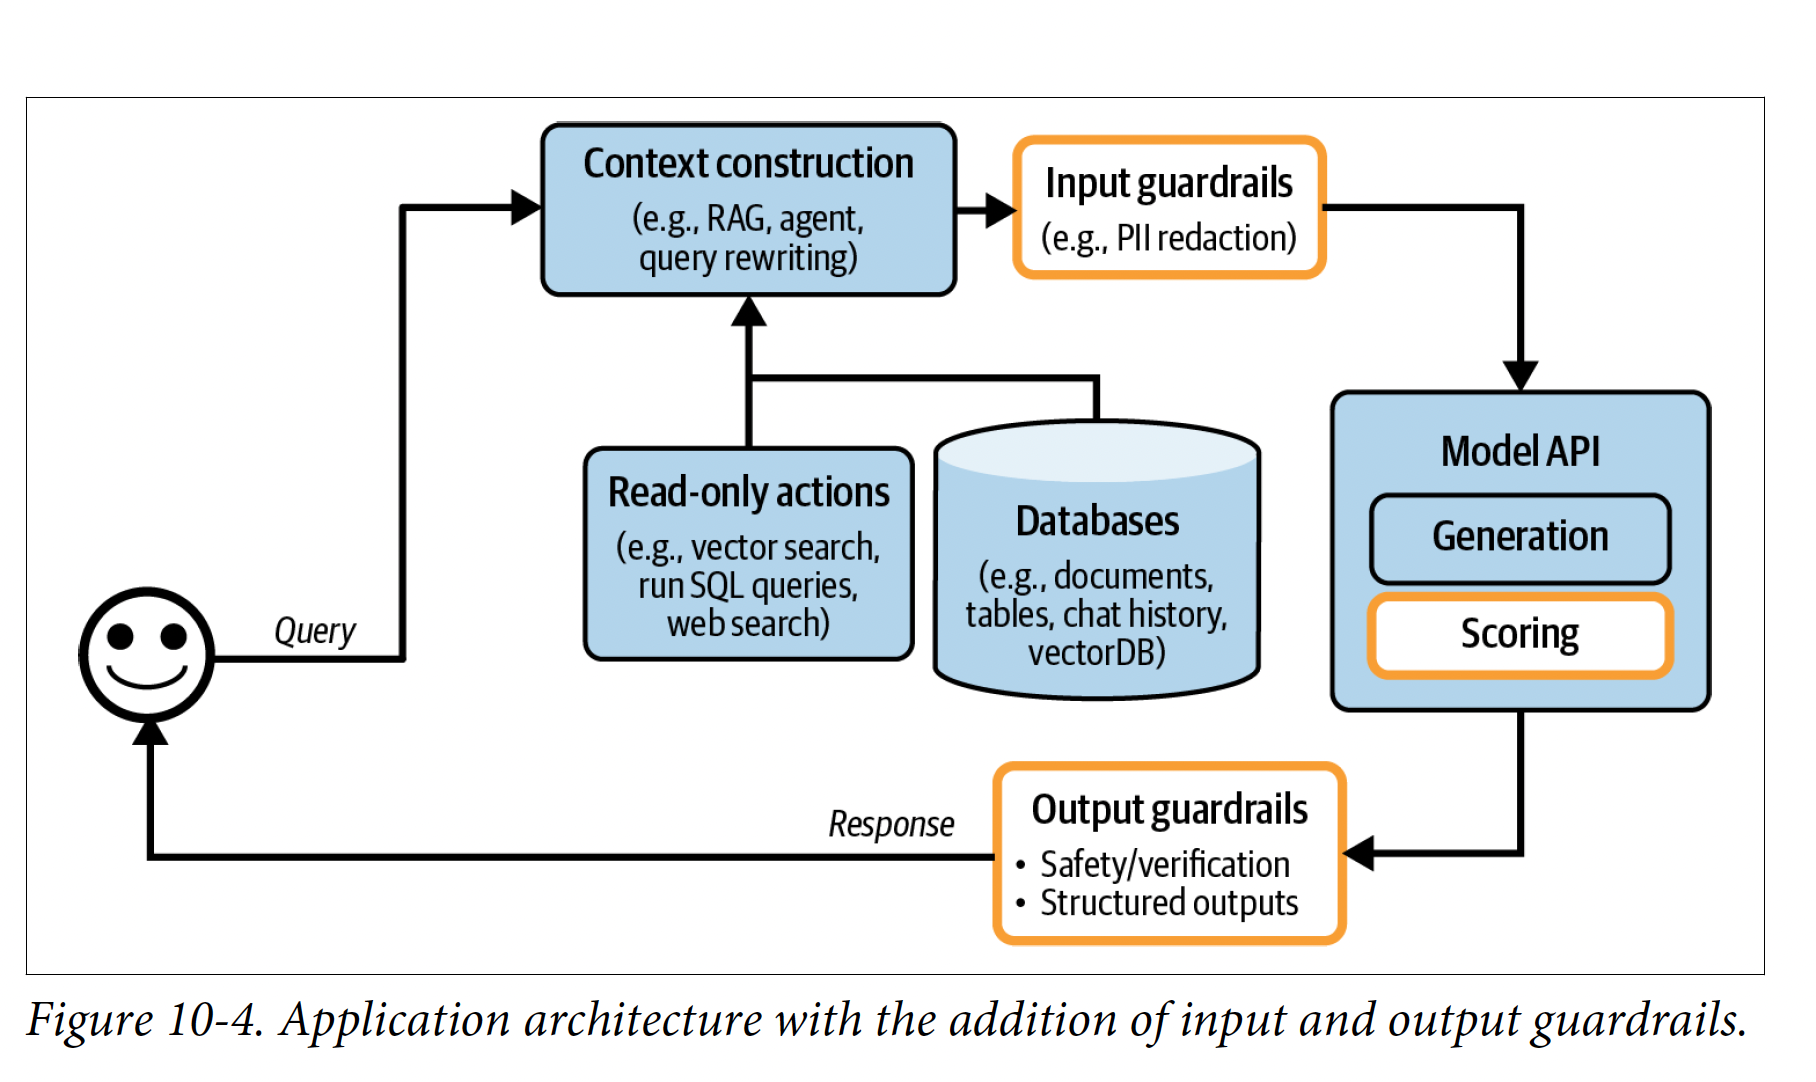 Context construction
(e.g., RAG, agent,
query rewriting)
Input guardrails
(e.g., PII redaction)
Read-only actions
(e.g., vector search,
run SQL queries,
web search)
Databases
(e.g., documents,
tables, chat history,
vectorDB)
Model API
Generation
Scoring
Query
Response
Output guardrails
• Safety/verification
• Structured outputs
Figure 10-4. Application architecture with the addition of input and output guardrails.